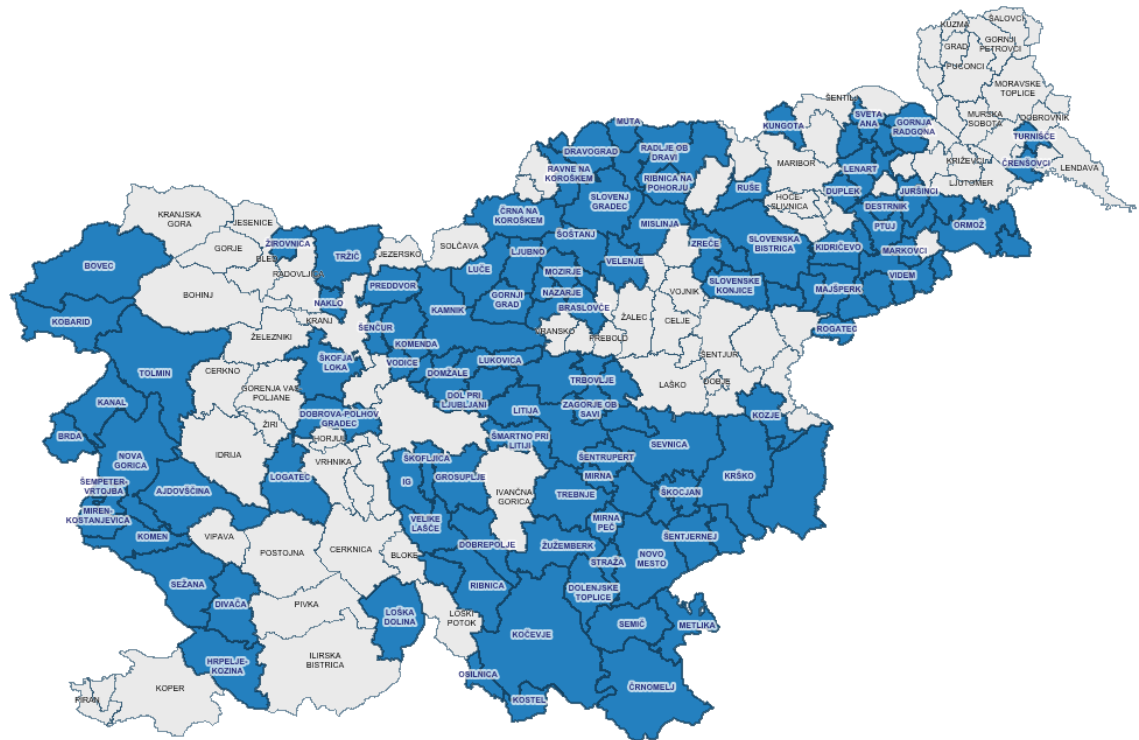 KUZMA
ŠALOVCI
GRAD
GORNJI
PETROVCI
PUCONCI
MORAVSKE
TOPLICE
ŠENTILJ
SVETA
ANA
GORNJA
RADGONA
MURSKA
SOBOTA
DOBROVNIK
TURNIŠČE
KUNGOTA
MUTA
DRAVOGRAD
RADLJE OB
DRAVI
MARIBOR
LENART
KRIŽEVCI
ČRENŠOVCI
LENDAVA
RAVNE NA
KOROŠKEM
RIBNICA NA
POHORJU
RUŠE
DUPLEK
JURŠINCI
LJUTOMER
HOČE-
SLIVNICA
DESTRNIK
SLOVENJ
GRADEC
ČRNA NA
KOROŠKEM
MISLINJA
PTUJ
ORMOŽ
KRANJSKA
GORA
JESENICE
ŠOŠTANJ
ZREČE
SLOVENSKA
BISTRICA
KIDRIČEVO
MARKOVCI
GORJE
ŽIROVNICA
TRŽIČ
JEZERSKO
SOLČAVA
LJUBNO
BOVEC
BLED
RADOVLJICA
LUČE
MOZIRJE
VELENJE
VIDEM
BOHINJ
PREDDVOR
NAZARJE
VOJNIK
SLOVENSKE
KONJICE
MAJŠPERK
NAKLO
KAMNIK
GORNJI
GRAD
BRASLOVČE
ŽALEC
CELJE
KOBARID
KRANJ
ŠENČUR
VRANSKO
PREBOLD
ROGATEC
ŽELEZNIKI
KOMENDA
ŠENTJUR
TOLMIN
CERKNO
ŠKOFJA
LOKA
VODICE
DOMŽALE
LUKOVICA
TRBOVLJE
LAŠKO
DOBJE
GORENJA VAS-
POLJANE
DOL PRI
LJUBLJANI
KANAL
LITIJA
ZAGORJE OB
SAVI
KOZJE
DOBROVA-POLHOV
GRADEC
ŽIRI
BRDA
HORJUL
ŠMARTNO PRI
LITIJI
SEVNICA
IDRIJA
NOVA
GORICA
VRHNIKA
ŠKOFLJICA
ŠENTRUPERT
LOGATEC
IG
GROSUPLJE
MIRNA
KRŠKO
ŠEMPETER-
VRTOJBA
AJDOVŠČINA
IVANČNA
GORICA
TREBNJE
ŠKOCJAN
MIREN-
KOSTANJEVICA
VELIKE
LAŠČE
MIRNA
PEČ
KOMEN
VIPAVA
DOBREPOLJE
ŽUŽEMBERK
ŠENTJERNEJ
POSTOJNA
CERKNICA
BLOKE
STRAŽA
NOVO
MESTO
SEŽANA
RIBNICA
DOLENJSKE
TOPLICE
DIVAČA
PIVKA
LOŠKA
DOLINA
LOŠKI
POTOK
KOČEVJE
SEMIČ
METLIKA
HRPELJE-
KOZINA
ILIRSKA
BISTRICA
OSILNICA
KOPER
ČRNOMELJ
PIRAN
KOSTEL